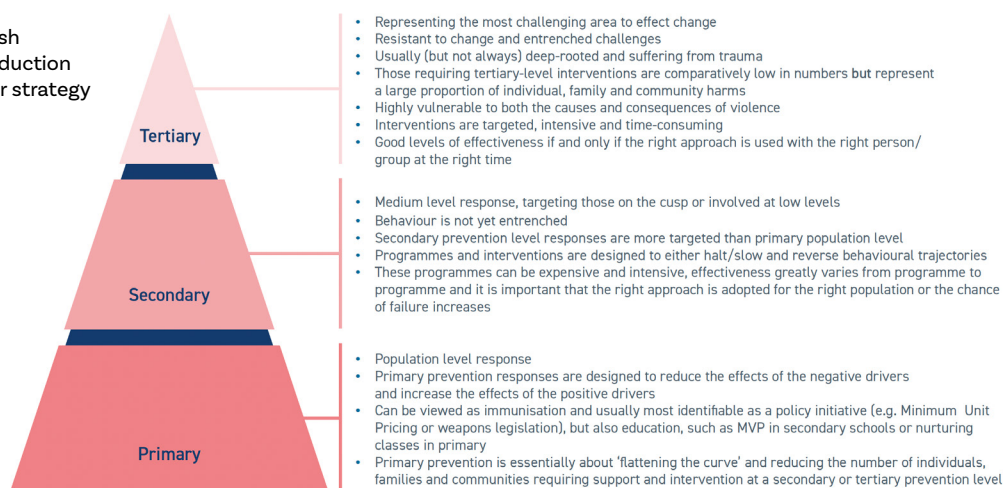 sh
duction
r strategy
Tertiary
• Representing the most challenging area to effect change
• Resistant to change and entrenched challenges
• Usually (but not always) deep-rooted and suffering from trauma
• Those requiring tertiary-level interventions are comparatively low in numbers but represent
a large proportion of individual, family and community harms
• Highly vulnerable to both the causes and consequences of violence
• Interventions are targeted, intensive and time-consuming
• Good levels of effectiveness if and only if the right approach is used with the right person/
group at the right time
Secondary
• Medium level response, targeting those on the cusp or involved at low levels
• Behaviour is not yet entrenched
• Secondary prevention level responses are more targeted than primary population level
• Programmes and interventions are designed to either halt/slow and reverse behavioural trajectories
• These programmes can be expensive and intensive, effectiveness greatly varies from programme to
programme and it is important that the right approach is adopted for the right population or the chance
of failure increases
Primary
• Population level response
• Primary prevention responses are designed to reduce the effects of the negative drivers
and increase the effects of the positive drivers
• Can be viewed as immunisation and usually most identifiable as a policy initiative (e.g. Minimum Unit
Pricing or weapons legislation), but also education, such as MVP in secondary schools or nurturing
classes in primary
• Primary prevention is essentially about ‘flattening the curve’ and reducing the number of individuals,
families and communities requiring support and intervention at a secondary or tertiary prevention level